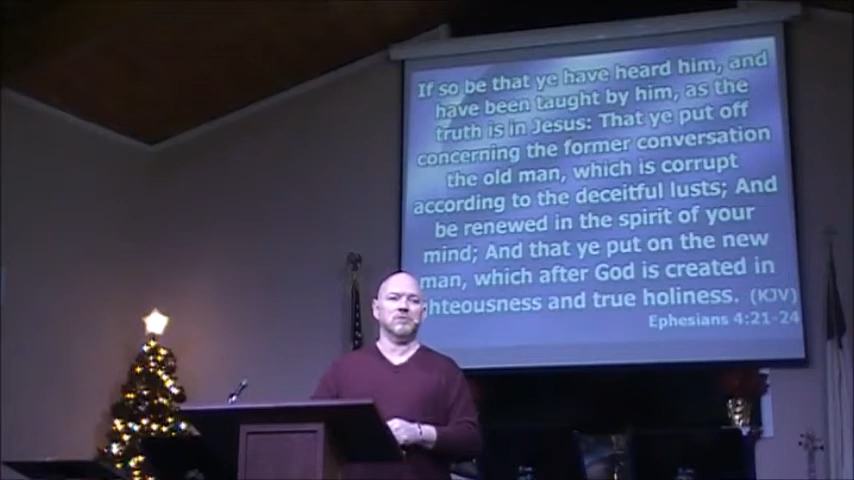 If so be that ye have heard him, and
have been taught by him, as the
truth is in Jesus: That ye put off
concerning the former conversation
the old man, which is corrupt
according to the deceitful lusts; And
be renewed in the spirit of your
mind; And that ye put on the new
man, which after God is created in
ghteousness and true holiness. (KJV)
Ephesians 4:21-24